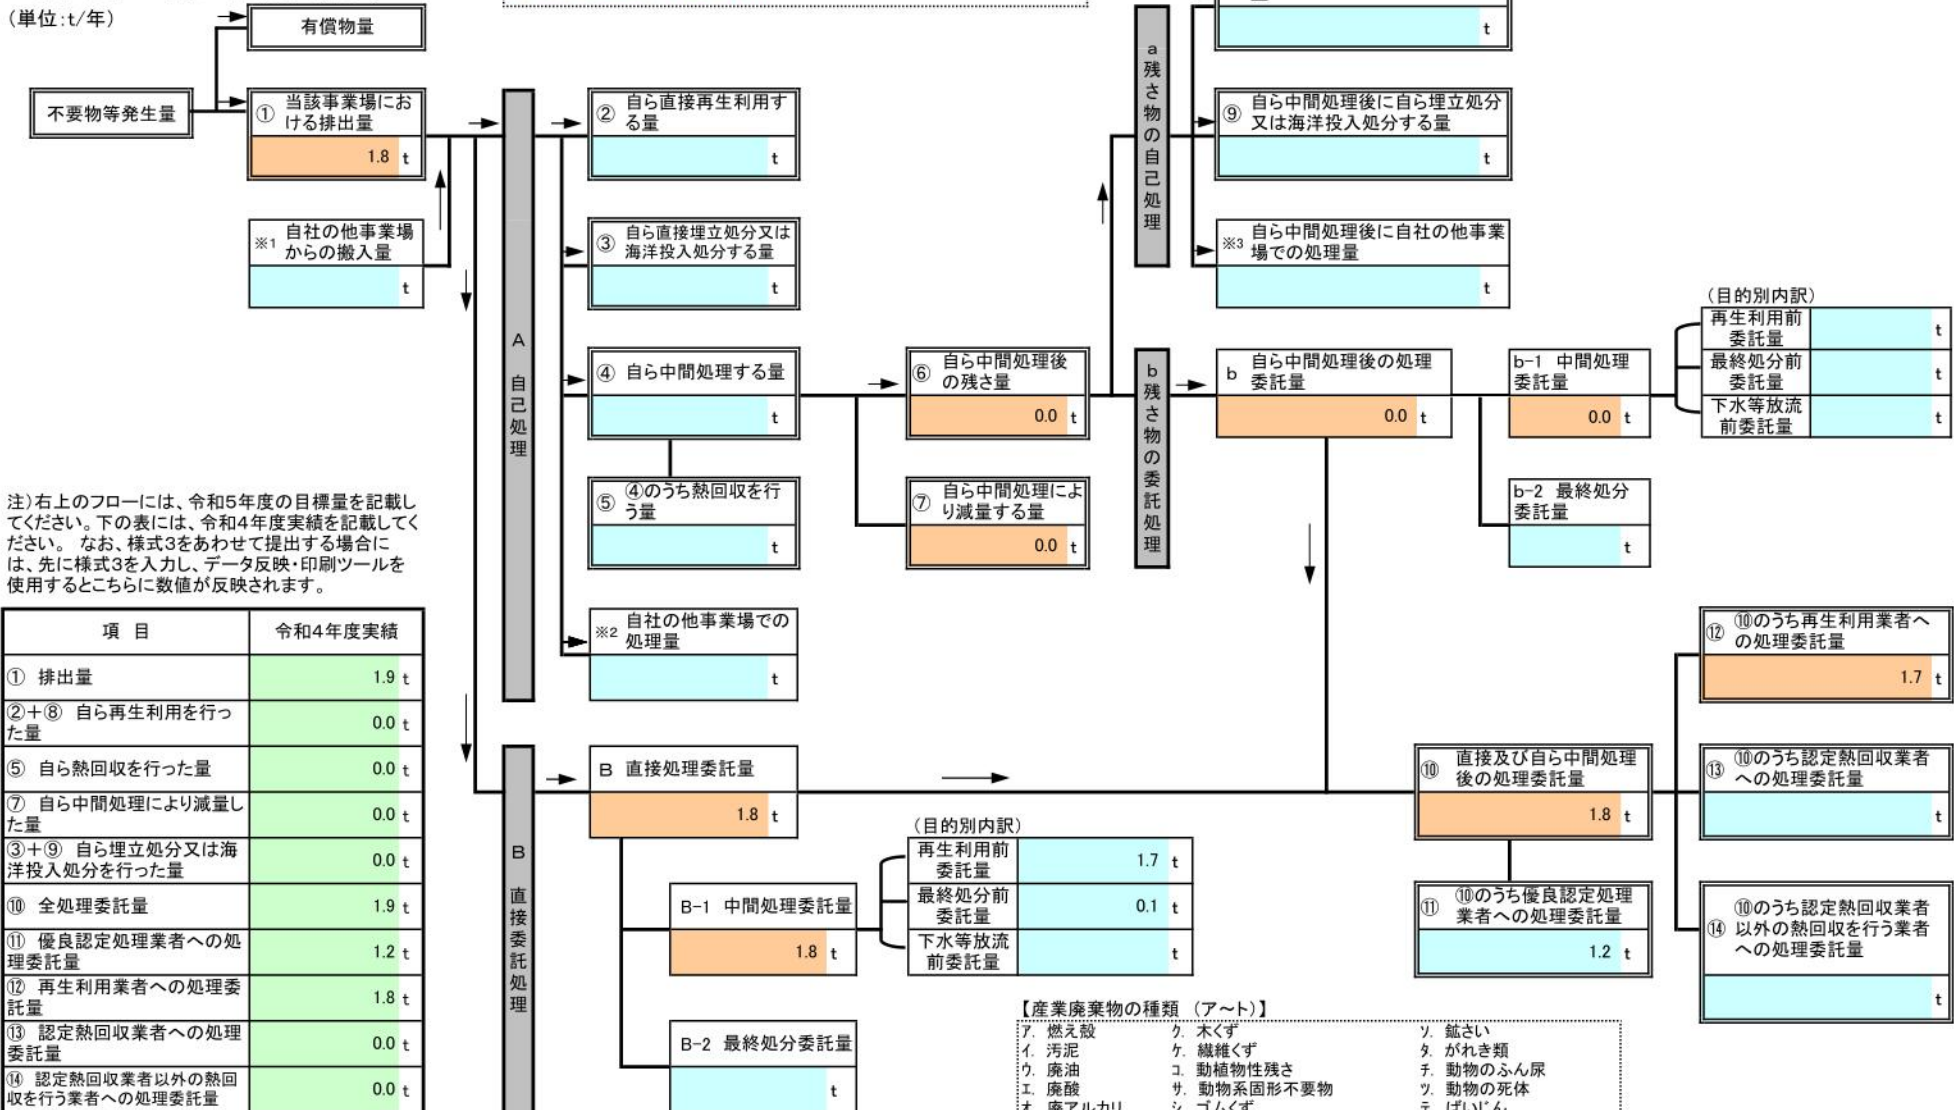 (単位:t/年)
有償物量
不要物等発生量
① 当該事業場にお
ける排出量
1.8 t
※1 自社の他事業場
からの搬入量
t
A 自己処理
② 自ら直接再生利用す
る量
t
③ 自ら直接埋立処分又は
海洋投入処分する量
t
④ 自ら中間処理する量
t
⑤ ④のうち熱回収を行
う量
t
※2 自社の他事業場での
処理量
t
⑥ 自ら中間処理後
の残さ量
0.0 t
⑦ 自ら中間処理によ
り減量する量
0.0 t
a 残さ物の自己処理
t
⑨ 自ら中間処理後に自ら埋立処分
又は海洋投入処分する量
t
※3 自ら中間処理後に自社の他事業
場での処理量
t
b 残さ物の委託処理
b 自ら中間処理後の処理
委託量
0.0 t
b-1 中間処理
委託量
0.0 t
(目的別内訳)
再生利用前
委託量
t
最終処分前
委託量
t
下水等放流
前委託量
t
b-2 最終処分
委託量
t
注)右上のフローには、令和5年度の目標量を記載し
てください。下の表には、令和4年度実績を記載してく
ださい。 なお、様式3をあわせて提出する場合に
は、先に様式3を入力し、データ反映・印刷ツールを
使用するとこちらに数値が反映されます。
項 目 令和4年度実績
① 排出量 1.9 t
②+⑧ 自ら再生利用を行っ
た量 0.0 t
⑤ 自ら熱回収を行った量 0.0 t
⑦ 自ら中間処理により減量し
た量 0.0 t
③+⑨ 自ら埋立処分又は海
洋投入処分を行った量 0.0 t
⑩ 全処理委託量 1.9 t
⑪ 優良認定処理業者への処
理委託量 1.2 t
⑫ 再生利用業者への処理委
託量 1.8 t
⑬ 認定熱回収業者への処理
委託量 0.0 t
⑭ 認定熱回収業者以外の熱回
収を行う業者への処理委託量 0.0 t
B 直接委託処理
B 直接処理委託量
1.8 t
B-1 中間処理委託量
1.8 t
(目的別内訳)
再生利用前
委託量
1.7 t
最終処分前
委託量
0.1 t
下水等放流
前委託量
t
B-2 最終処分委託量
t
⑩ 直接及び自ら中間処理
後の処理委託量
1.8 t
⑪ ⑩のうち優良認定処理
業者への処理委託量
1.2 t
⑫ ⑩のうち再生利用業者へ
の処理委託量
1.7 t
⑬ ⑩のうち認定熱回収業者
への処理委託量
t
⑭ ⑩のうち認定熱回収業者
以外の熱回収を行う業者
への処理委託量
t
【産業廃棄物の種類 (ア~ト)】
ア. 燃え殻 ク. 木くず ソ. 鉱さい
イ. 汚泥 ケ. 繊維くず タ. がれき類
ウ. 廃油 コ. 動植物性残さ チ. 動物のふん尿
エ. 廃酸 サ. 動物系固形不要物 ツ. 動物の死体
オ. 廃アルカリ シ. ゴムくず テ. ばいじん